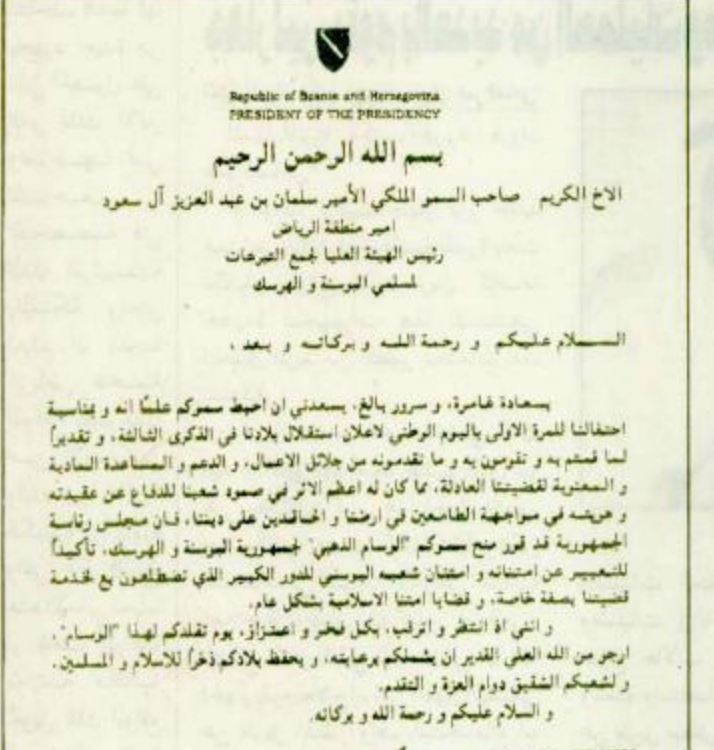 Republic of Bosnia and Herzegovina
PRESIDENT OF THE PRESIDENCY
بسم الله الرحمن الرحيم
الاخ الكريم صاحب السمو الملكي الأمير سلمان بن عبد العزيز آل سعود
امير منطقة الرياض
رئيس الهيئة العليا لجمع التبرعات
لمسلمي البوسنة و الهرسك
السلام عليكم و رحمة الله و بركاته و بعد ،
بسعادة غامرة، و سرور بالغ، يسعدني ان احيط سموكم علماً انه و بمناسبة
احتفالنا للمرة الاولى باليوم الوطني لاعلان استقلال بلادنا في الذكرى الثالثة، و تقديراً
لما قمتم به و تقومون به و ما تقدمونه من جلائل الاعمال، و الدعم و المساعدة المادية
و المعنوية لقضيتنا العادلة، مما كان له اعظم الاثر في صمود شعبنا للدفاع عن عقيدته
و هويته في مواجهة الطامعين في ارضنا و الحاقدين على ديننا، فان مجلس رئاسة
الجمهورية قد قرر منح سموكم "الوسام الذهبي" لجمهورية البوسنة و الهرسك، تأكيداً
للتعبير عن امتنانه و امتنان شعبه البوسني للدور الكبير الذي تضطلعون بع لخدمة
قضيتنا بصفة خاصة، و قضايا امتنا الاسلامية بشكل عام.
و انني اذ انتظر و اترقب، بكل فخر و اعتزاز، يوم تقلدكم لهذا "الوسام"،
ارجو من الله العلي القدير ان يشملكم برعايته، و يحفظ بلادكم ذخراً للاسلام و المسلمين،
و لشعبكم الشقيق دوام العزة و التقدم.
و السلام عليكم و رحمة الله و بركاته.